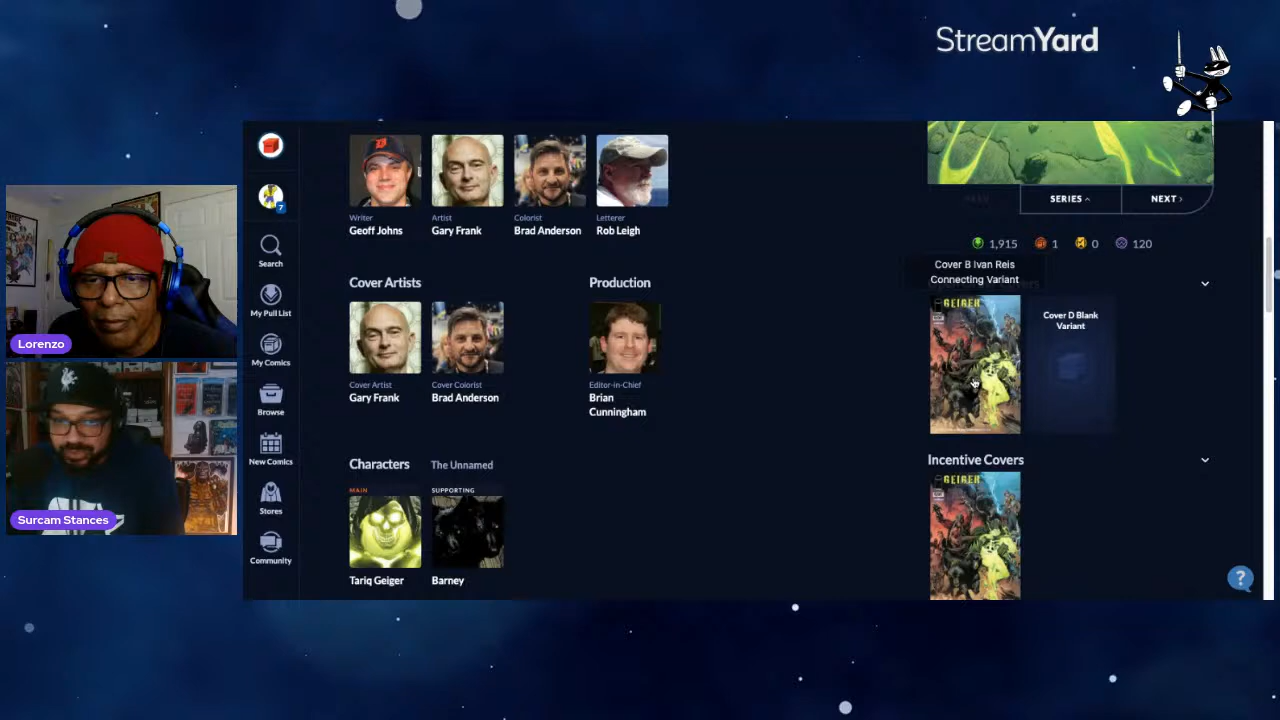 StreamYard
Lorenzo
Surcam Stances
7
Search
My Pull List
My Comics
Browse
New Comics
Stores
Community
Writer
Geoff Johns
Artist
Gary Frank
Colorist
Brad Anderson
Letterer
Rob Leigh
Cover Artists
Cover Artist
Gary Frank
Cover Colorist
Brad Anderson
Production
Editor-in-Chief
Brian
Cunningham
Characters
The Unnamed
MAIN
Tariq Geiger
SUPPORTING
Barney
PREV
SERIES
NEXT
1,915
1
0
120
Cover B Ivan Reis
Connecting Variant
GEIGER
Cover D Blank
Variant
Incentive Covers
GEIGER
?